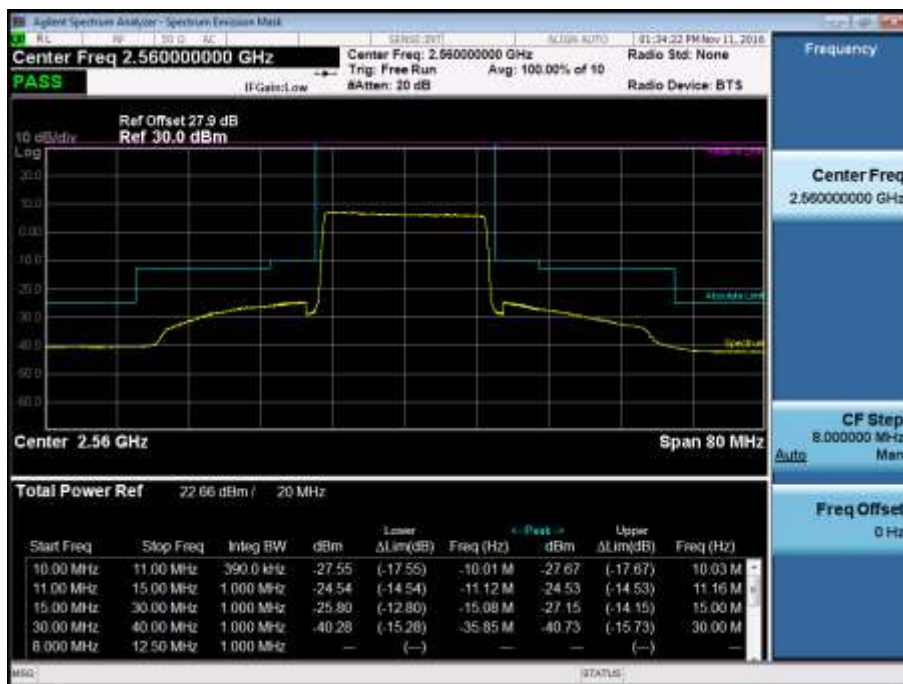 Agilent Spectrum Analyzer - Spectrum Emission Mask
RL RF 50 Ω AC SENSE:INT ALIGN AUTO 01:34:22 PM Nov 11, 2016
Center Freq 2.560000000 GHz
Center Freq: 2.560000000 GHz
Radio Std: None
Trig: Free Run
Avg: 100.00% of 10
PASS
IFGain:Low
#Atten: 20 dB
Radio Device: BTS
Ref Offset 27.9 dB
10 dB/div Ref 30.0 dBm
Log
20.0
10.0
0.00
-10.0
-20.0
-30.0
-40.0
-50.0
-60.0
Absolute Limit
Spectrum
Center 2.56 GHz
Span 80 MHz
Total Power Ref 22.66 dBm / 20 MHz
Lower <- Peak -> Upper
Start Freq Stop Freq Integ BW dBm ΔLim(dB) Freq (Hz) dBm ΔLim(dB) Freq (Hz)
10.00 MHz 11.00 MHz 390.0 kHz -27.55 (-17.55) -10.01 M -27.67 (-17.67) 10.03 M
11.00 MHz 15.00 MHz 1.000 MHz -24.54 (-14.54) -11.12 M -24.53 (-14.53) 11.16 M
15.00 MHz 30.00 MHz 1.000 MHz -25.80 (-12.80) -15.08 M -27.15 (-14.15) 15.00 M
30.00 MHz 40.00 MHz 1.000 MHz -40.28 (-15.28) -35.85 M -40.73 (-15.73) 30.00 M
8.000 MHz 12.50 MHz 1.000 MHz --- (---) --- --- (---) ---
MSG
STATUS
Frequency
Center Freq
2.560000000 GHz
CF Step
8.000000 MHz
Auto Man
Freq Offset
0 Hz